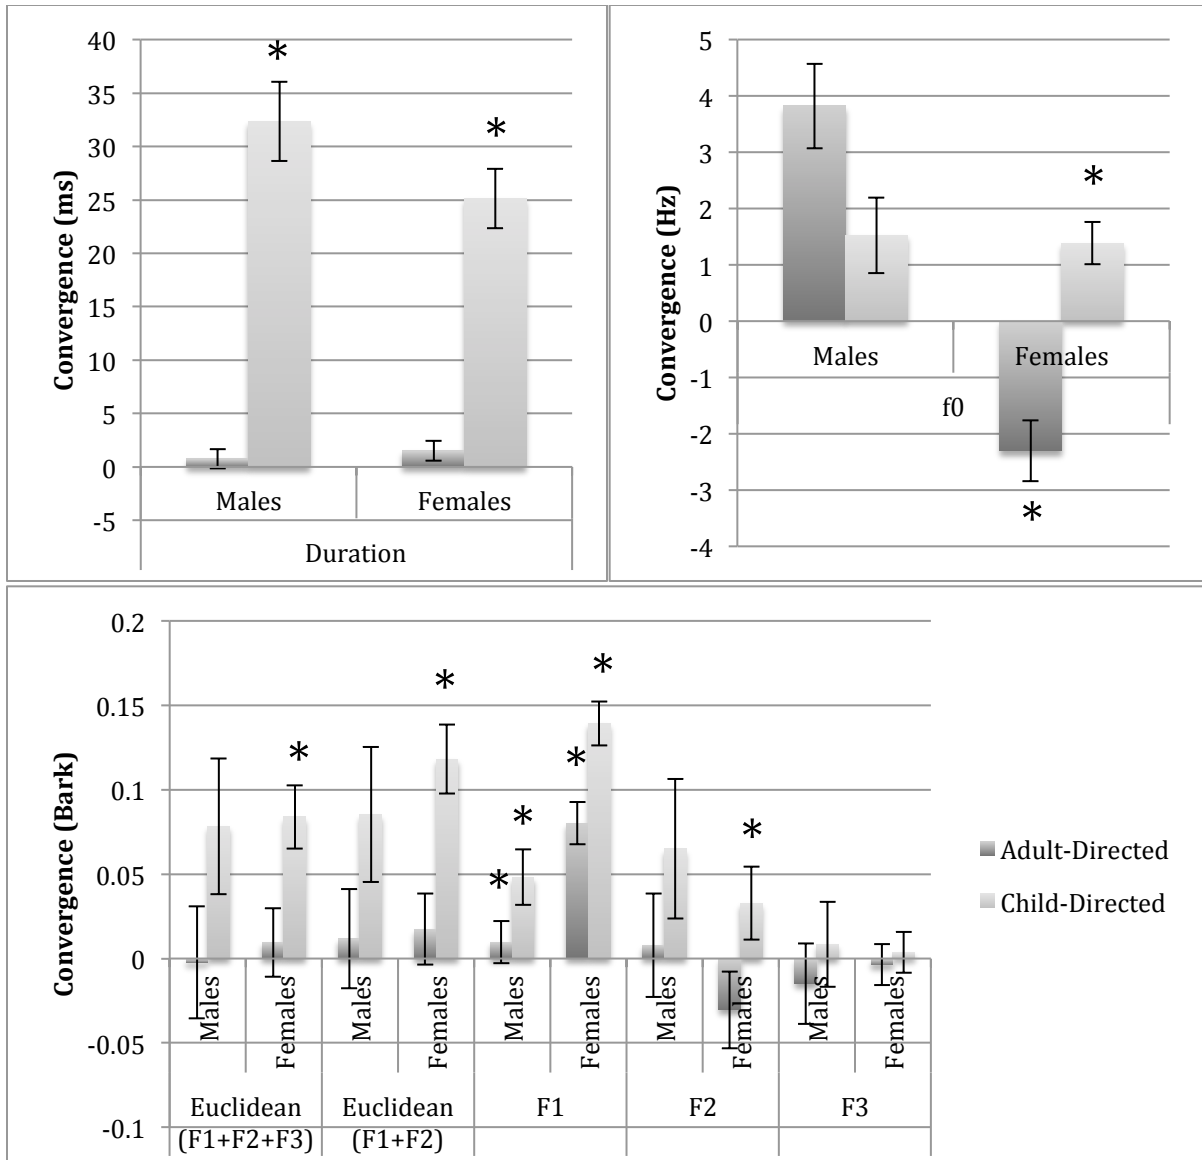 40
35
30
25
20
15
10
5
0
-5
Convergence (ms)
*
*
Males Females
Duration
5
4
3
2
1
0
-1
-2
-3
-4
Convergence (Hz)
*
*
Males Females
f0
0.2
0.15
0.1
0.05
0
-0.05
-0.1
Convergence (Bark)
*
*
*
*
*
*
*
Males Females Males Females Males Females Males Females Males Females
Euclidean (F1+F2+F3)
Euclidean (F1+F2)
F1
F2
F3
Adult-Directed
Child-Directed